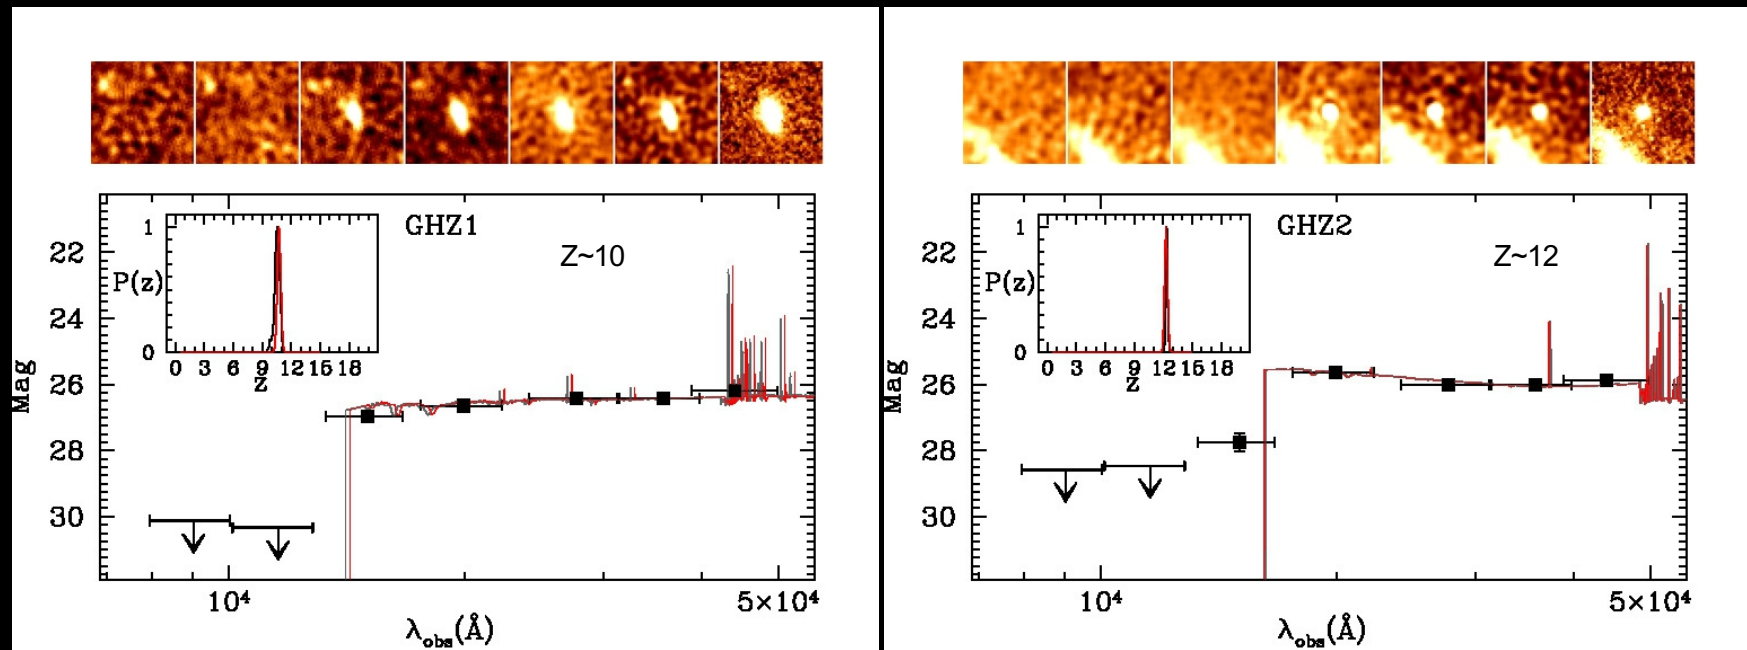 GHZ1
Z~10
1
P(z)
0
0 3 6 9 12 15 18
Z
22
24
26
28
30
Mag
10⁴
5×10⁴
λobs(Å)
GHZ2
Z~12
1
P(z)
0
0 3 6 9 12 15 18
Z
22
24
26
28
30
Mag
10⁴
5×10⁴
λobs(Å)